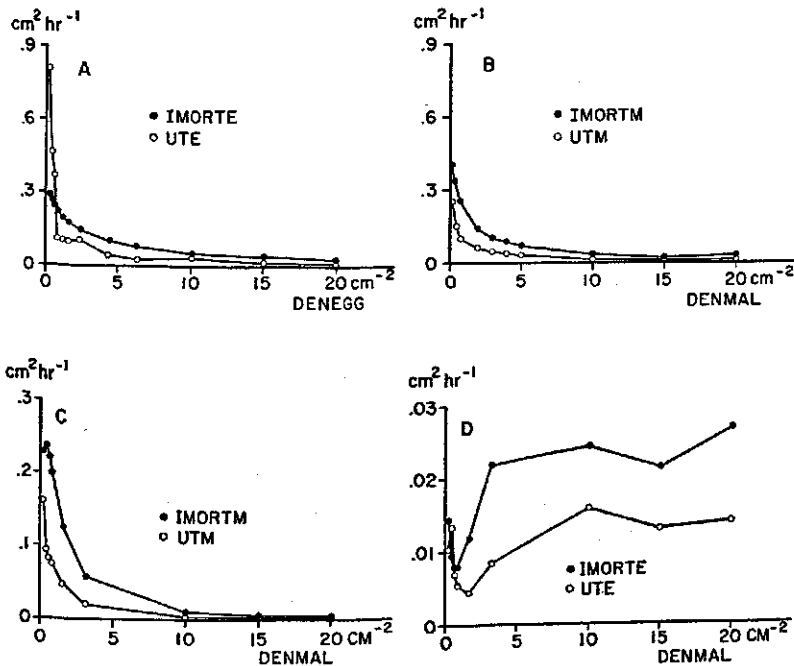 cm² hr⁻¹
.9
.6
.3
0
A
● IMORTE
○ UTE
0 5 10 15 20 cm⁻²
DENEGG
cm² hr⁻¹
.9
.6
.3
0
B
● IMORTM
○ UTM
0 5 10 15 20 cm⁻²
DENMAL
cm² hr⁻¹
.3
.2
.1
0
C
● IMORTM
○ UTM
0 5 10 15 20 CM⁻²
DENMAL
cm² hr⁻¹
.03
.02
.01
0
D
● IMORTE
○ UTE
0 5 10 15 20 CM⁻²
DENMAL